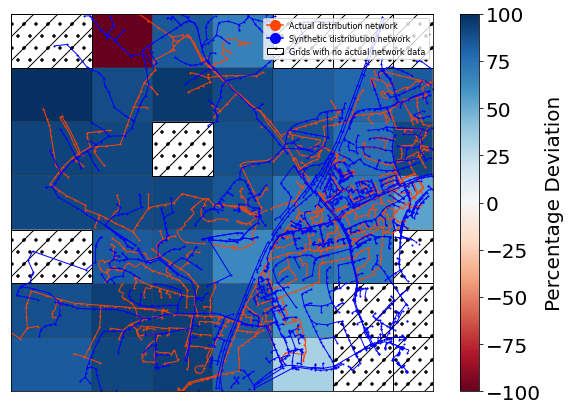 Actual distribution network
Synthetic distribution network
Grids with no actual network data
100
75
50
25
0
−25
−50
−75
−100
Percentage Deviation